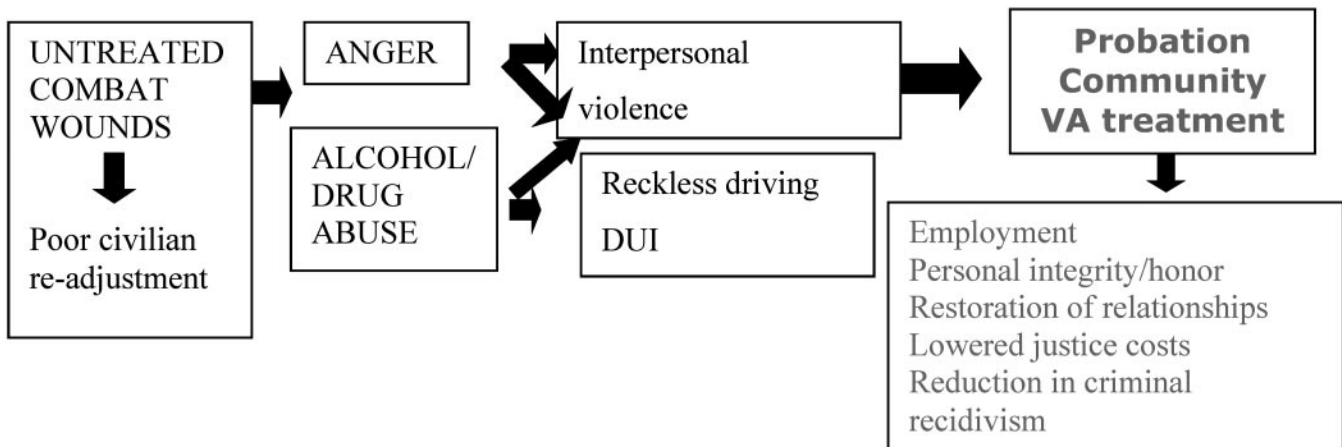 UNTREATED
COMBAT
WOUNDS
Poor civilian
re-adjustment
ANGER
ALCOHOL/
DRUG
ABUSE
Interpersonal
violence
Reckless driving
DUI
Probation
Community
VA treatment
Employment
Personal integrity/honor
Restoration of relationships
Lowered justice costs
Reduction in criminal
recidivism